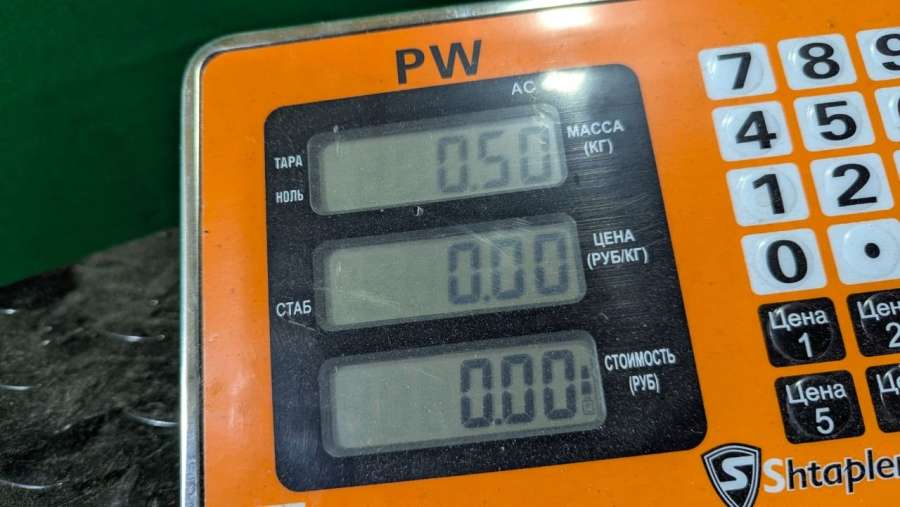 PW
AC
ТАРА
НОЛЬ
0.50
МАССА
(КГ)
СТАБ
0.00
ЦЕНА
(РУБ/КГ)
0.00
СТОИМОСТЬ
(РУБ)
7 8 9
4 5
1 2
0 .
Цена
1
Цена
5
Shtapler